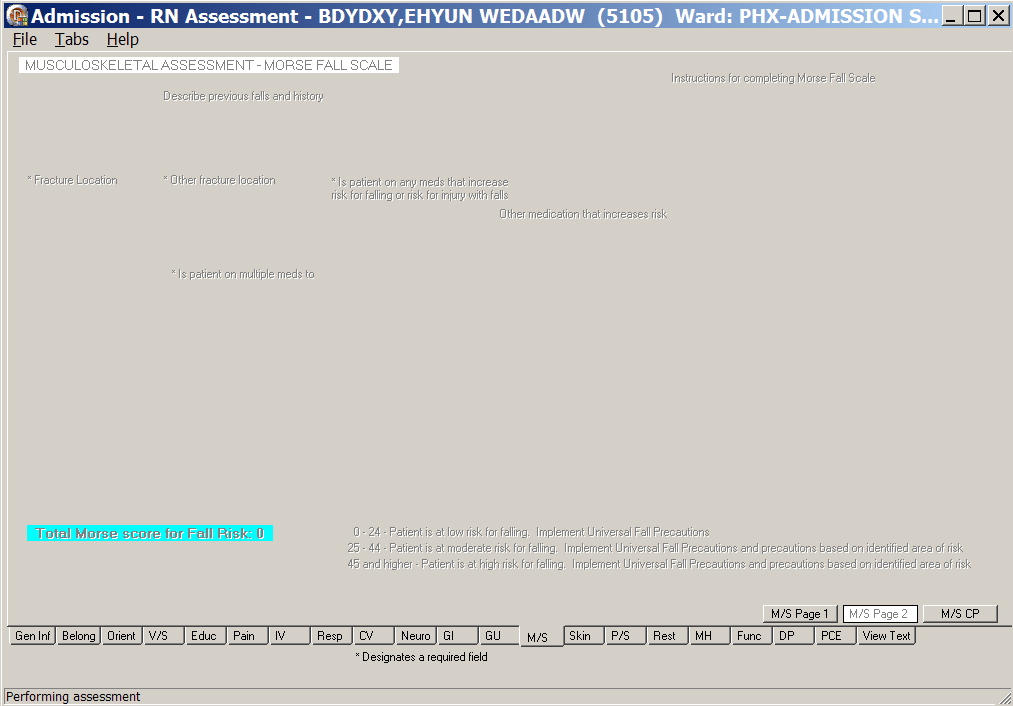 Admission - RN Assessment - BDYDXY,EHYUN WEDAADW (5105) Ward: PHX-ADMISSION S...
File Tabs Help
MUSCULOSKELETAL ASSESSMENT - MORSE FALL SCALE
Instructions for completing Morse Fall Scale
Describe previous falls and history
* Fracture Location
* Other fracture location
* Is patient on any meds that increase
risk for falling or risk for injury with falls
Other medication that increases risk
* Is patient on multiple meds to
Total Morse score for Fall Risk: 0
0 - 24 - Patient is at low risk for falling. Implement Universal Fall Precautions
25 - 44 - Patient is at moderate risk for falling. Implement Universal Fall Precautions and precautions based on identified area of risk
45 and higher - Patient is at high risk for falling. Implement Universal Fall Precautions and precautions based on identified area of risk
M/S Page 1 M/S Page 2 M/S CP
Gen Inf Belong Orient V/S Educ Pain IV Resp CV Neuro GI GU M/S Skin P/S Rest MH Func DP PCE View Text
* Designates a required field
Performing assessment